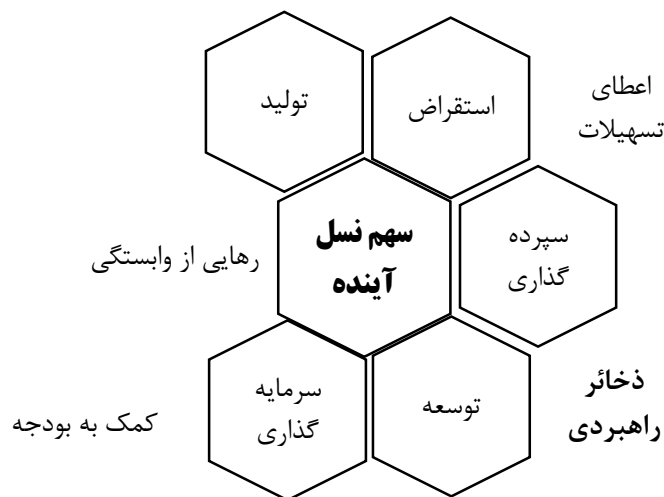 اعطای
تسهیلات
استقراض
تولید
سپرده
گذاری
سهم نسل
آینده
رهایی از وابستگی
ذخائر
راهبردی
توسعه
سرمایه
گذاری
کمک به بودجه